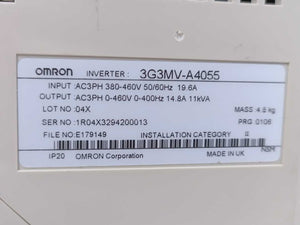 OMRON INVERTER : 3G3MV-A4055
INPUT :AC3PH 380-460V 50/60Hz 19.6A
OUTPUT :AC3PH 0-460V 0-400Hz 14.8A 11kVA
LOT NO :04X MASS :4.8 kg
SER NO :1R04X3294200013 PRG :0106
FILE NO :E179149 INSTALLATION CATEGORY II
NSM
IP20 OMRON Corporation MADE IN UK